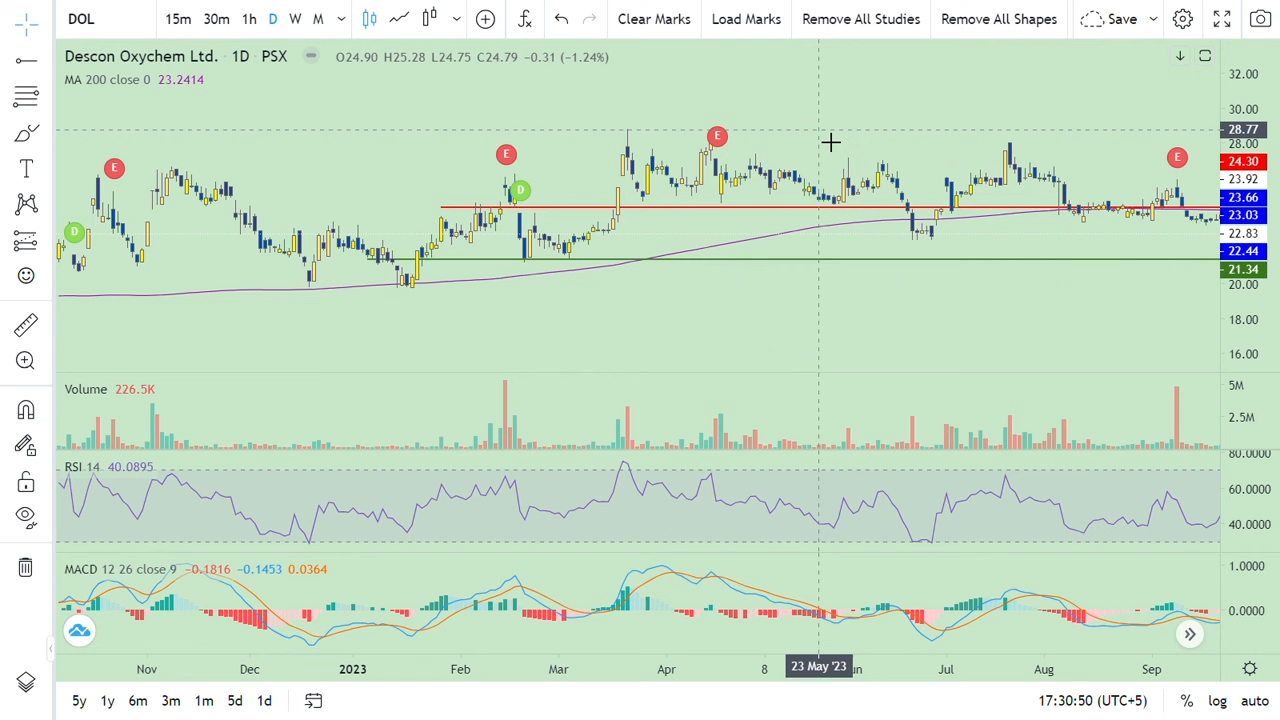 DOL 15m 30m 1h D W M Clear Marks Load Marks Remove All Studies Remove All Shapes Save
Descon Oxychem Ltd. · 1D · PSX O24.90 H25.28 L24.75 C24.79 −0.31 (−1.24%)
MA 200 close 0 23.2414
32.00
30.00
28.77
28.00
24.30
23.92
23.66
23.03
22.83
22.44
21.34
20.00
18.00
16.00
E
E
E
E
D
D
Volume 226.5K
5M
2.5M
RSI 14 40.0895
80.0000
60.0000
40.0000
MACD 12 26 close 9 −0.1816 −0.1453 0.0364
1.0000
0.0000
Nov Dec 2023 Feb Mar Apr 8 23 May '23 un Jul Aug Sep
5y 1y 6m 3m 1m 5d 1d 17:30:50 (UTC+5) % log auto